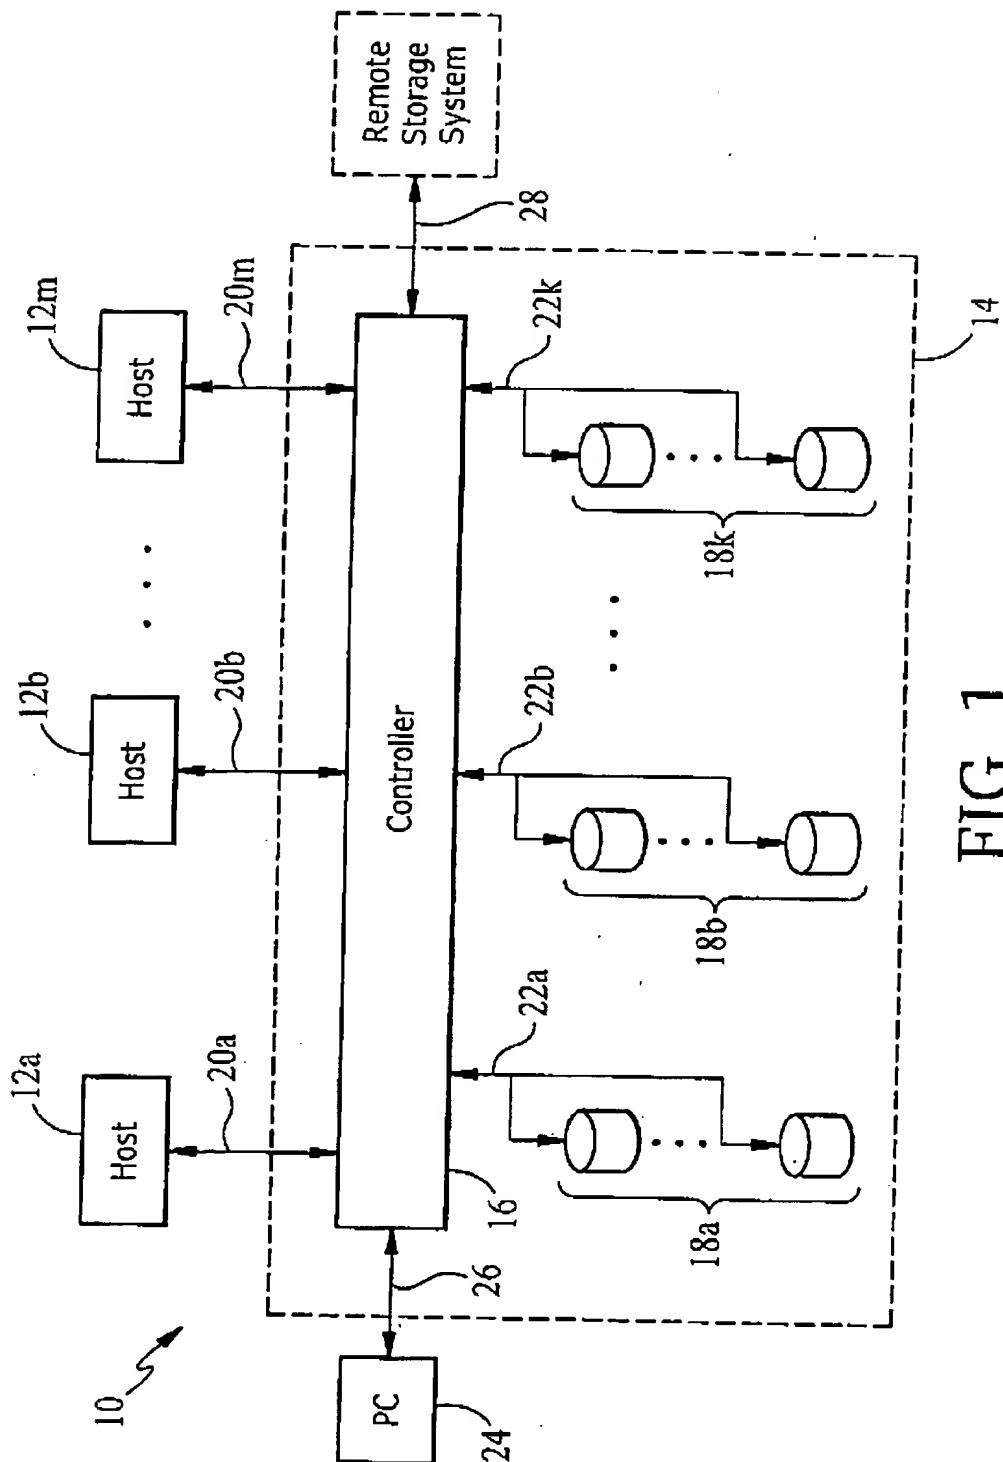 12a
12b
12m
Host
Host
Host
20a
20b
20m
10
PC
24
26
Controller
16
28
Remote
Storage
System
22a
22b
22k
18a
18b
18k
14
FIG. 1